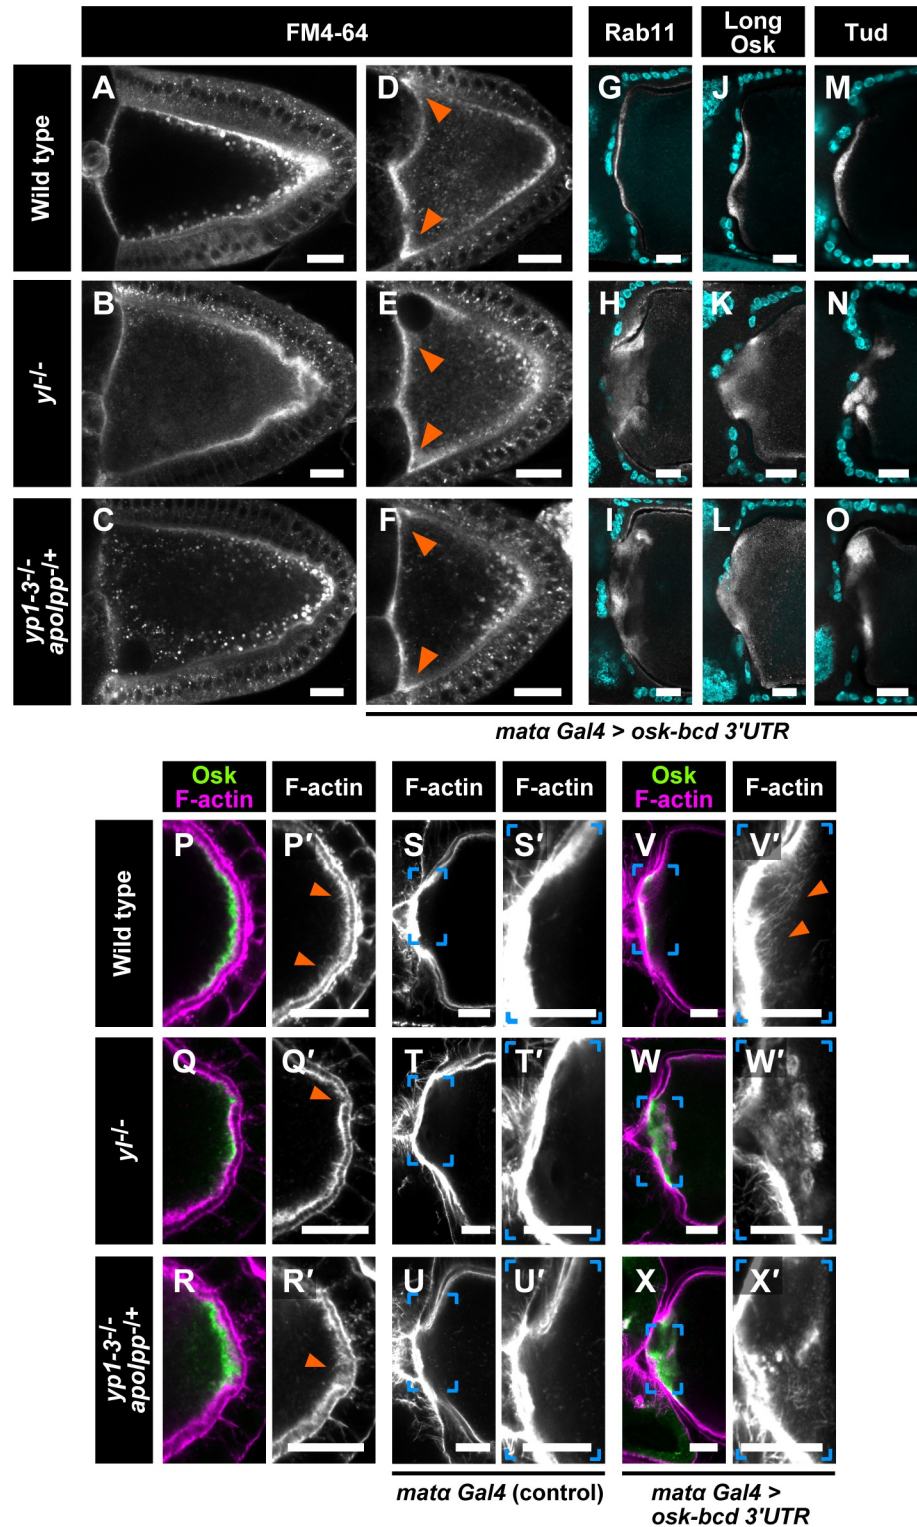 FM4-64
Rab11
Long
Osk
Tud
Wild type
A
D
G
J
M
yl-/-
B
E
H
K
N
yp1-3-/-
apolpp-/+
C
F
I
L
O
matα Gal4 > osk-bcd 3'UTR
Osk
F-actin
F-actin
F-actin
F-actin
Osk
F-actin
F-actin
Wild type
P
P′
S
S′
V
V′
yl-/-
Q
Q′
T
T′
W
W′
yp1-3-/-
apolpp-/+
R
R′
U
U′
X
X′
matα Gal4 (control)
matα Gal4 >
osk-bcd 3'UTR